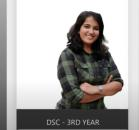 DSC - 3RD YEAR